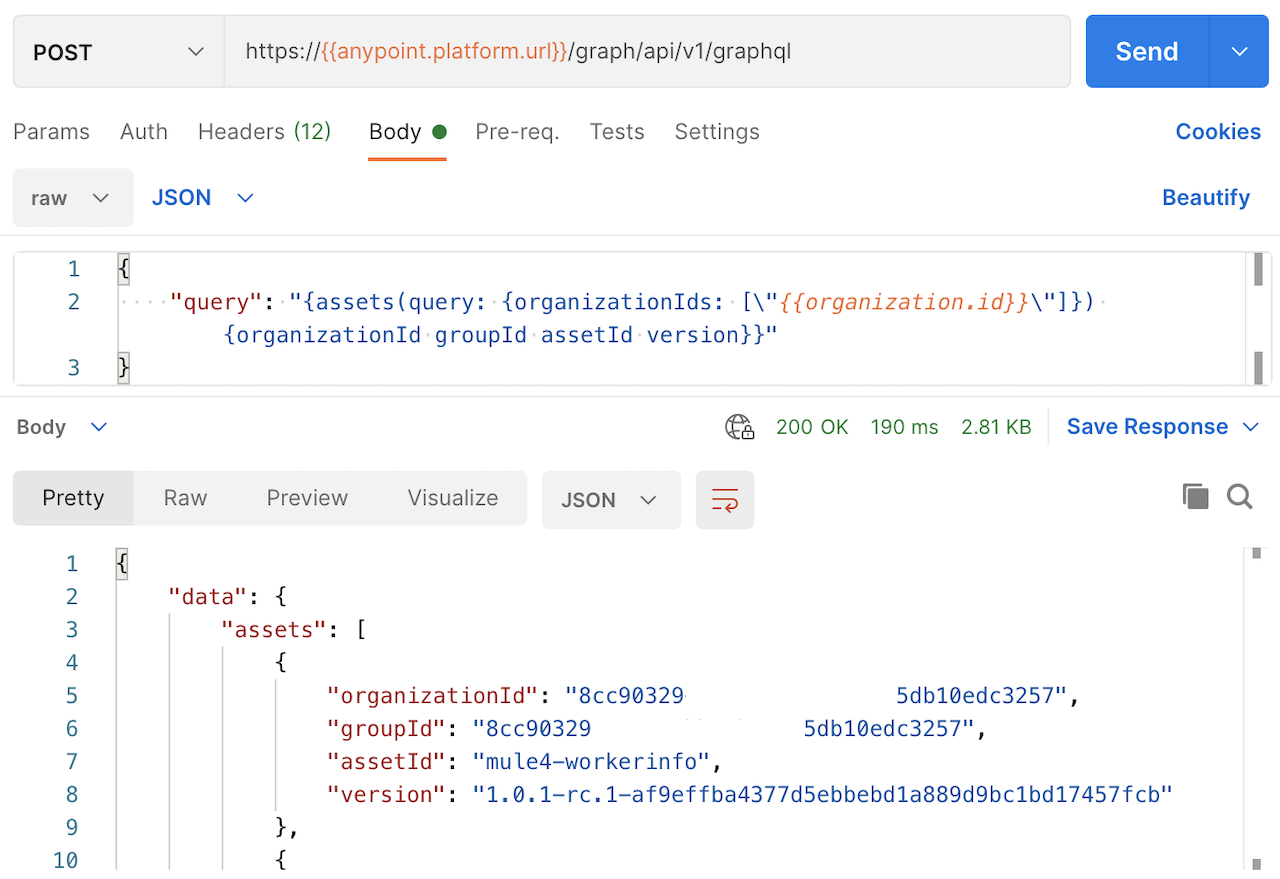 POST https://{{anypoint.platform.url}}/graph/api/v1/graphql Send
Params Auth Headers (12) Body Pre-req. Tests Settings Cookies
raw JSON Beautify
1 {
2 "query": "{assets(query: {organizationIds: [\"{{organization.id}}\"]})
{organizationId groupId assetId version}}"
3 }
Body 200 OK 190 ms 2.81 KB Save Response
Pretty Raw Preview Visualize JSON
1 {
2 "data": {
3 "assets": [
4 {
5 "organizationId": "8cc90329 5db10edc3257",
6 "groupId": "8cc90329 5db10edc3257",
7 "assetId": "mule4-workerinfo",
8 "version": "1.0.1-rc.1-af9effba4377d5ebbebd1a889d9bc1bd17457fcb"
9 },
10 {